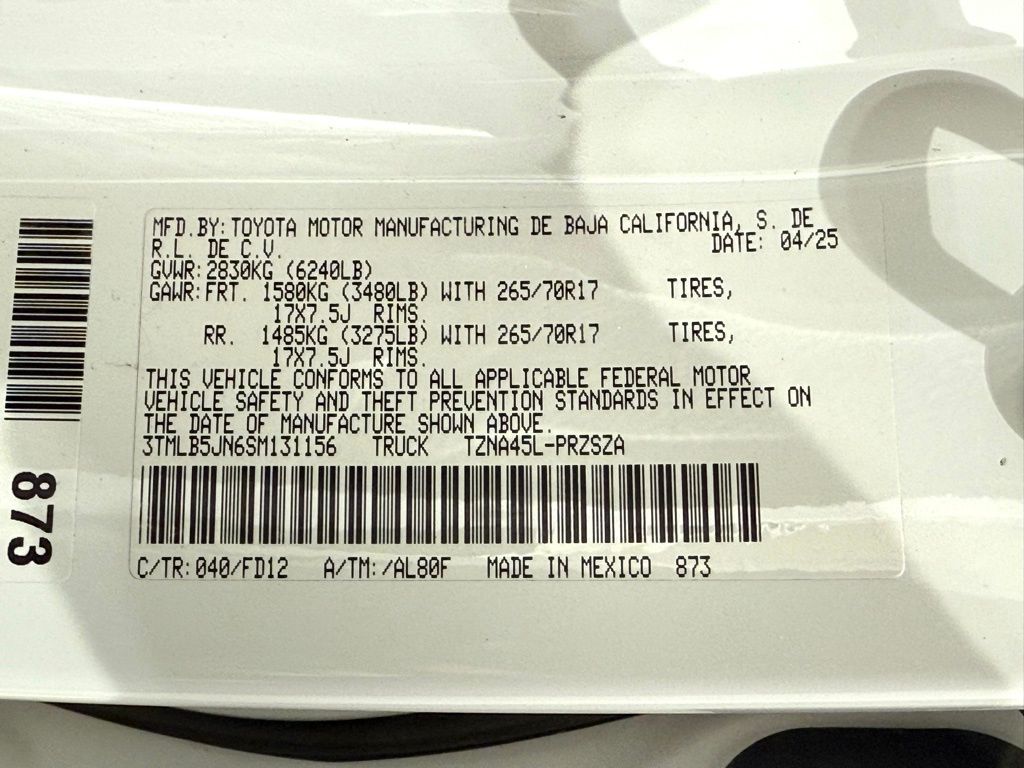 MFD.BY:TOYOTA MOTOR MANUFACTURING DE BAJA CALIFORNIA, S. DE
R.L. DE C.V. DATE: 04/25
GVWR:2830KG (6240LB)
GAWR:FRT. 1580KG (3480LB) WITH 265/70R17 TIRES,
17X7.5J RIMS.
RR. 1485KG (3275LB) WITH 265/70R17 TIRES,
17X7.5J RIMS.
THIS VEHICLE CONFORMS TO ALL APPLICABLE FEDERAL MOTOR
VEHICLE SAFETY AND THEFT PREVENTION STANDARDS IN EFFECT ON
THE DATE OF MANUFACTURE SHOWN ABOVE.
3TMLB5JN6SM131156 TRUCK TZNA45L-PRZSZA
C/TR:040/FD12 A/TM:/AL80F MADE IN MEXICO 873
873